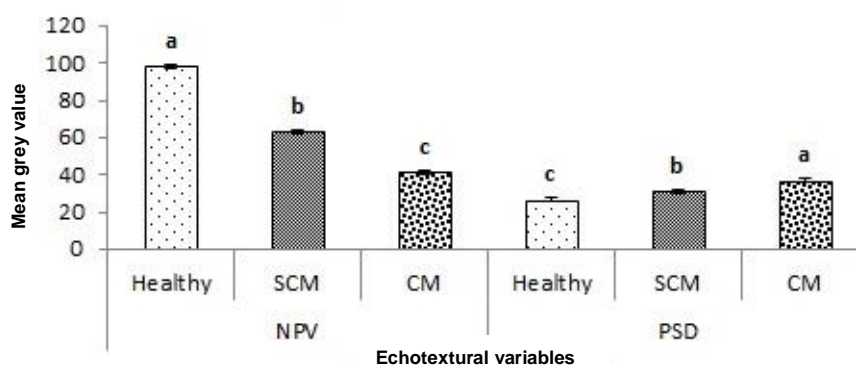 120
100
80
60
40
20
0
Mean grey value
a
b
c
c
b
a
Healthy SCM CM Healthy SCM CM
NPV PSD
Echotextural variables